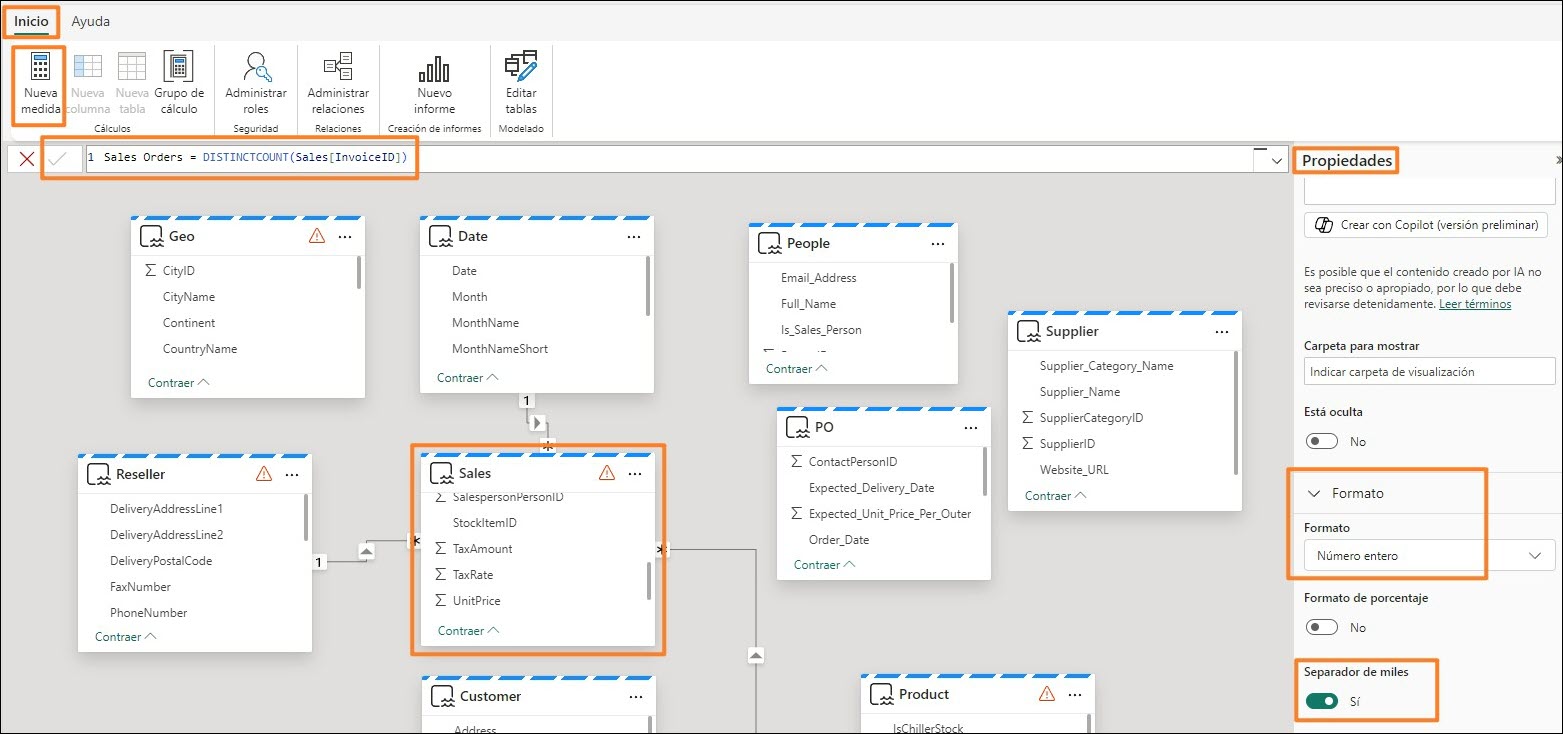 Inicio
Ayuda
Nueva
medida
Nueva
columna
Nueva
tabla
Grupo de
cálculo
Cálculos
Administrar
roles
Seguridad
Administrar
relaciones
Relaciones
Nuevo
informe
Creación de informes
Editar
tablas
Modelado
1 Sales Orders = DISTINCTCOUNT(Sales[InvoiceID])
Geo
CityID
CityName
Continent
CountryName
Contraer
Date
Date
Month
MonthName
MonthNameShort
Contraer
1
*
People
Email_Address
Full_Name
Is_Sales_Person
Contraer
Supplier
Supplier_Category_Name
Supplier_Name
SupplierCategoryID
SupplierID
Website_URL
Contraer
PO
ContactPersonID
Expected_Delivery_Date
Expected_Unit_Price_Per_Outer
Order_Date
Contraer
Reseller
DeliveryAddressLine1
DeliveryAddressLine2
DeliveryPostalCode
FaxNumber
PhoneNumber
Contraer
1
*
Sales
SalespersonPersonID
StockItemID
TaxAmount
TaxRate
UnitPrice
Contraer
*
Customer
Address
Product
IsChillerStock
Propiedades
Crear con Copilot (versión preliminar)
Es posible que el contenido creado por IA no
sea preciso o apropiado, por lo que debe
revisarse detenidamente. Leer términos
Carpeta para mostrar
Indicar carpeta de visualización
Está oculta
No
Formato
Formato
Número entero
Formato de porcentaje
No
Separador de miles
Sí